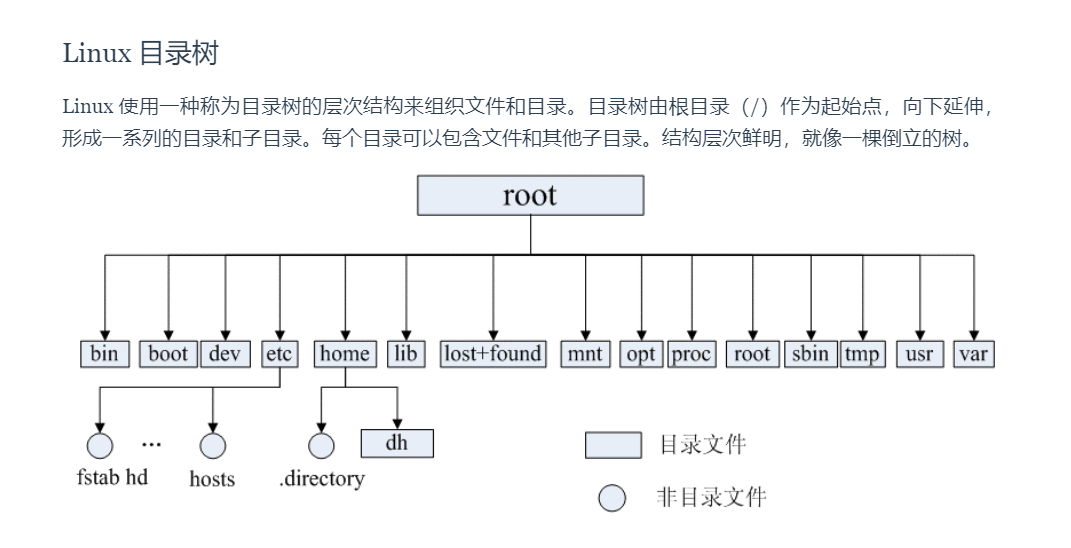 Linux 目录树
Linux 使用一种称为目录树的层次结构来组织文件和目录。目录树由根目录（/）作为起始点，向下延伸，
形成一系列的目录和子目录。每个目录可以包含文件和其他子目录。结构层次鲜明，就像一棵倒立的树。
root
bin boot dev etc home lib lost+found mnt opt proc root sbin tmp usr var
... dh 目录文件
fstab hd hosts .directory
非目录文件